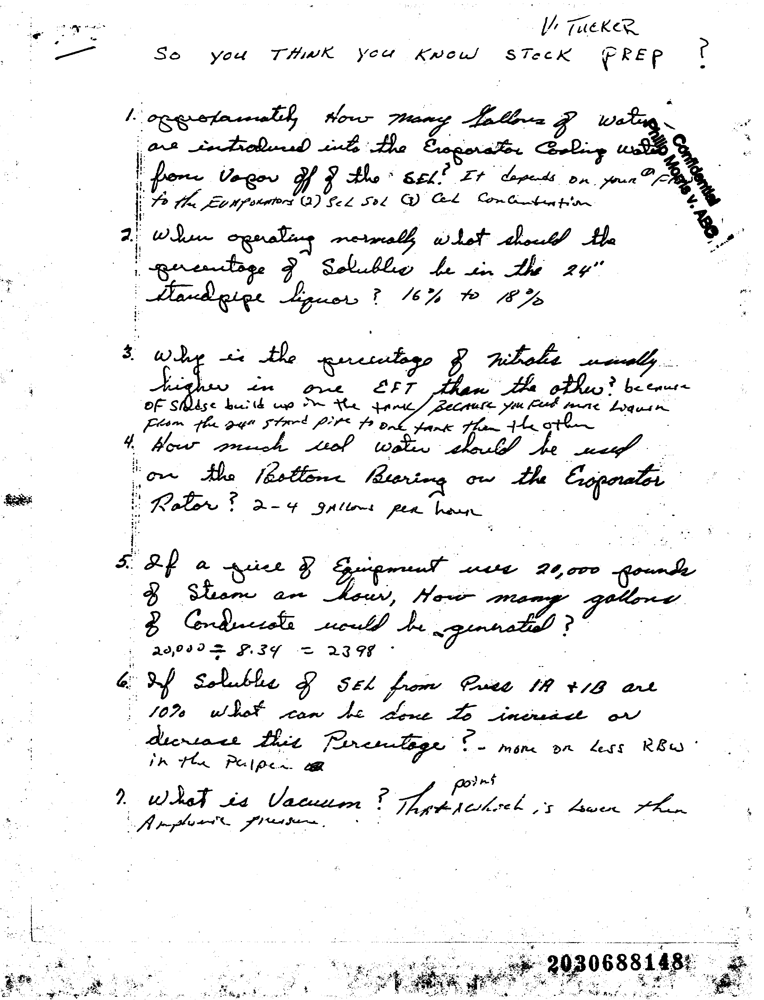 V. TUCKER
SO YOU THINK YOU KNOW STOCK PREP ?
1. approxamately How many Gallons of Water
are introduced into the Evaporator Cooling Water
from Vapor off of the SEL? It depends on your ① Flow
to the EVAPORATORS (2) SEL SOL (3) CEL Concentration
Confidential
Philip Morris v. ABC
2. When operating normally what should the
percentage of Solubles be in the 24"
standpipe liquor? 16% to 18%
3. Why is the percentage of nitrates usually
higher in one EFT than the other? because
OF Sludge build up in the tank/Because you Feed more Liquor
From the 24" Stand Pipe to one tank then the other
4. How much seal water should be used
on the Bottom Bearing on the Evaporator
Rotor? 2-4 gallons per hour
5. If a piece of Equipment uses 20,000 pounds
of Steam an hour, How many gallons
of Condensate would be generated?
20,000 ÷ 8.34 = 2398
6. If Solubles of SEL from Press 1A + 1B are
10% what can be done to increase or
decrease this Percentage? - more or Less RBW
in the Pulper
7. What is Vacuum? That point which is Lower then
pressure.
2030688148